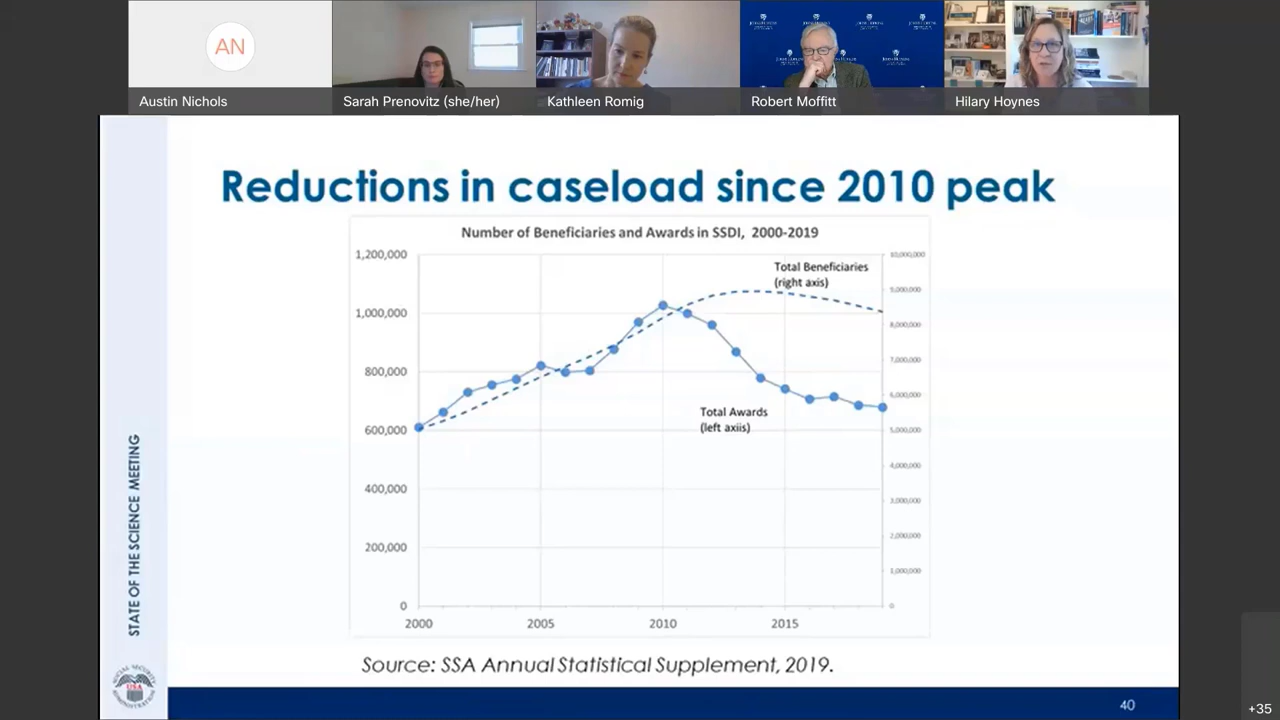 AN
Austin Nichols
Sarah Prenovitz (she/her)
Kathleen Romig
Robert Moffitt
Hilary Hoynes
Reductions in caseload since 2010 peak
Number of Beneficiaries and Awards in SSDI, 2000-2019
1,200,000
1,000,000
800,000
600,000
400,000
200,000
0
Total Beneficiaries
(right axis)
Total Awards
(left axiis)
10,000,000
9,000,000
8,000,000
7,000,000
6,000,000
5,000,000
4,000,000
3,000,000
2,000,000
1,000,000
0
2000
2005
2010
2015
Source: SSA Annual Statistical Supplement, 2019.
STATE OF THE SCIENCE MEETING
SOCIAL SECURITY
USA
ADMINISTRATION
40
+35